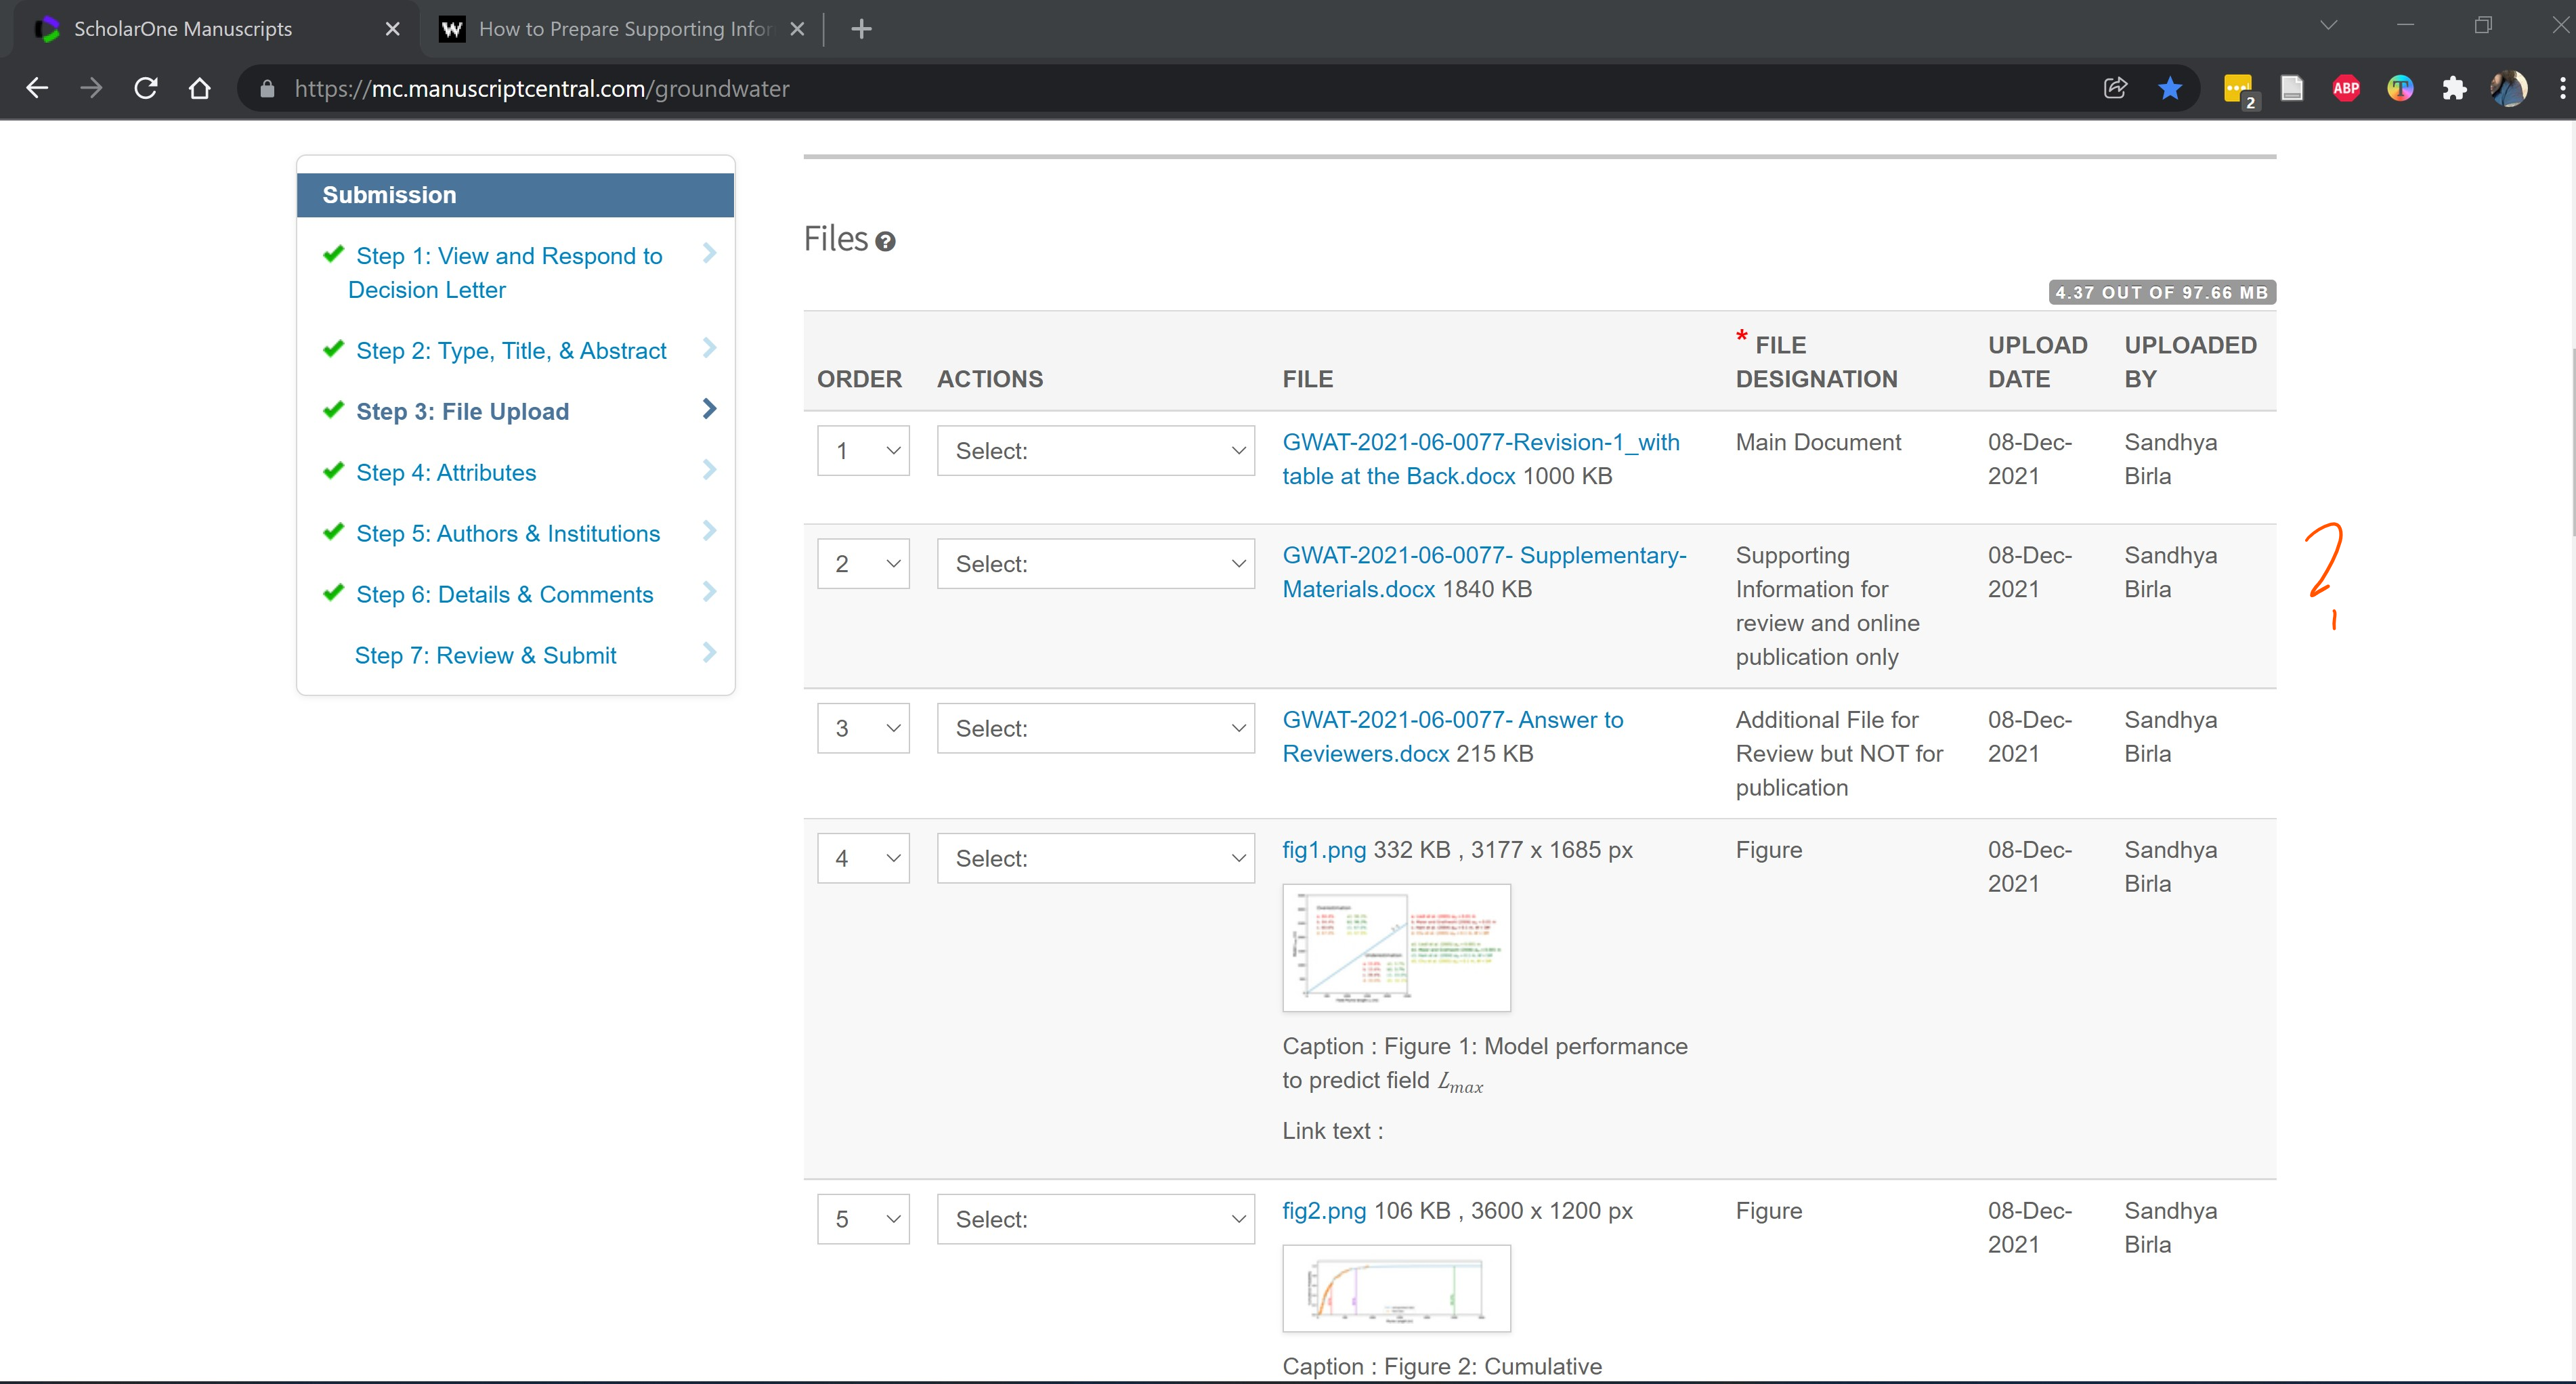 ScholarOne Manuscripts
How to Prepare Supporting Infor
https://mc.manuscriptcentral.com/groundwater
2
ABP
T
Submission
Step 1: View and Respond to
Decision Letter
Step 2: Type, Title, & Abstract
Step 3: File Upload
Step 4: Attributes
Step 5: Authors & Institutions
Step 6: Details & Comments
Step 7: Review & Submit
Files ?
4.37 OUT OF 97.66 MB
ORDER ACTIONS FILE * FILE DESIGNATION UPLOAD DATE UPLOADED BY
1 Select:
GWAT-2021-06-0077-Revision-1_with
table at the Back.docx 1000 KB
Main Document
08-Dec-
2021
Sandhya
Birla
2 Select:
GWAT-2021-06-0077- Supplementary-
Materials.docx 1840 KB
Supporting
Information for
review and online
publication only
08-Dec-
2021
Sandhya
Birla
?
3 Select:
GWAT-2021-06-0077- Answer to
Reviewers.docx 215 KB
Additional File for
Review but NOT for
publication
08-Dec-
2021
Sandhya
Birla
4 Select:
fig1.png 332 KB , 3177 x 1685 px
Caption : Figure 1: Model performance
to predict field Lmax
Link text :
Figure
08-Dec-
2021
Sandhya
Birla
5 Select:
fig2.png 106 KB , 3600 x 1200 px
Caption : Figure 2: Cumulative
Figure
08-Dec-
2021
Sandhya
Birla